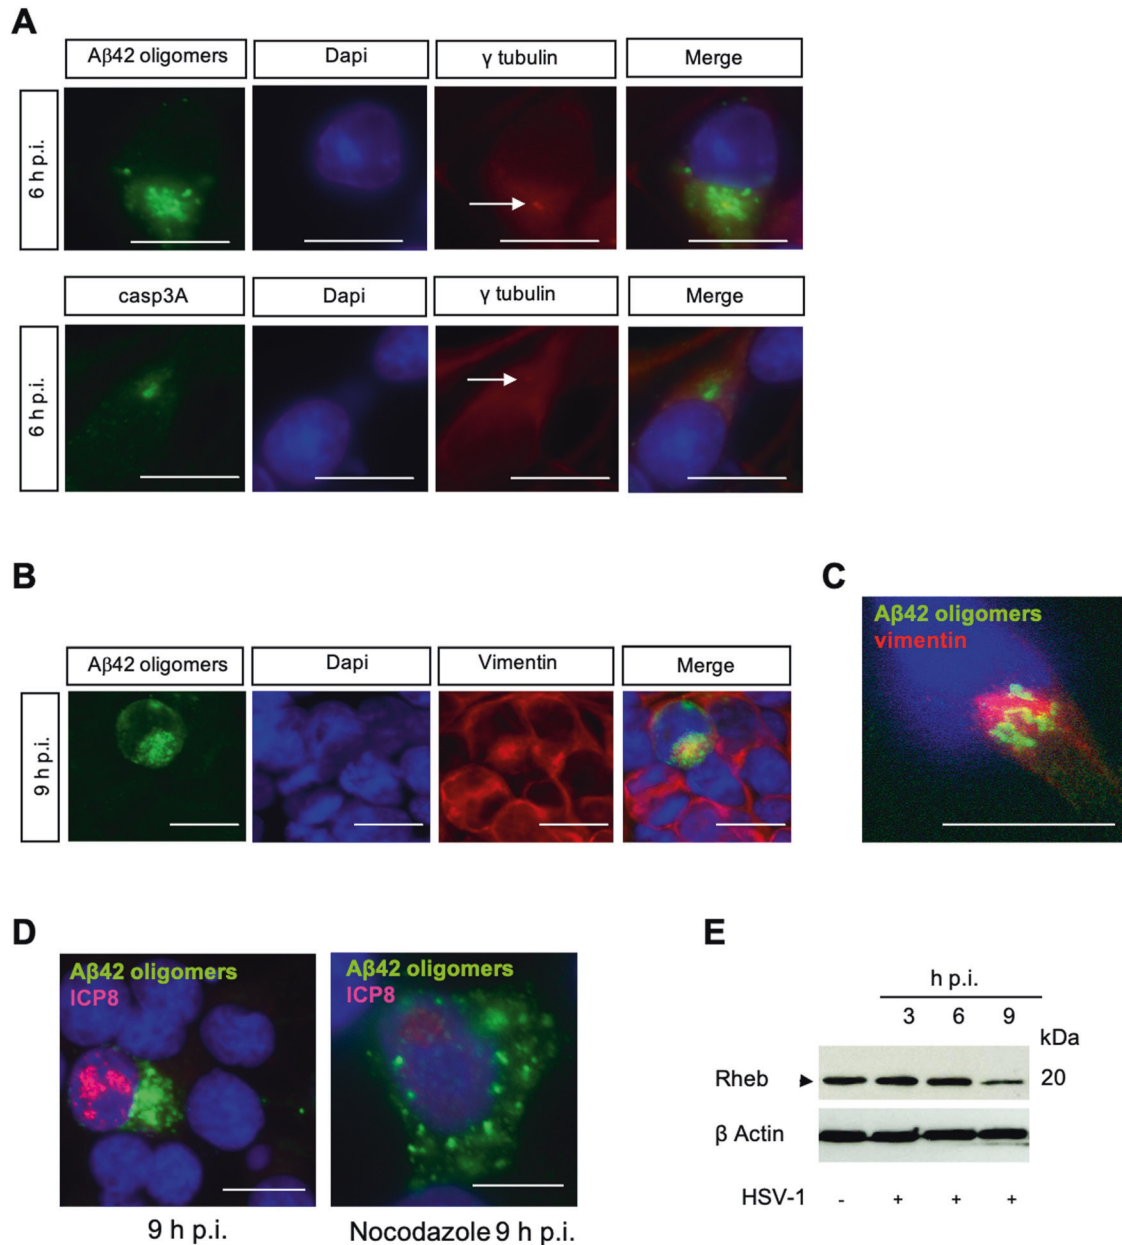 A
Aβ42 oligomers Dapi γ tubulin Merge
6 h p.i.
casp3A Dapi γ tubulin Merge
6 h p.i.
B
Aβ42 oligomers Dapi Vimentin Merge
9 h p.i.
C
Aβ42 oligomers
vimentin
D
Aβ42 oligomers
ICP8
9 h p.i.
Aβ42 oligomers
ICP8
Nocodazole 9 h p.i.
E
h p.i.
3 6 9
kDa
Rheb 20
β Actin
HSV-1 - + + +